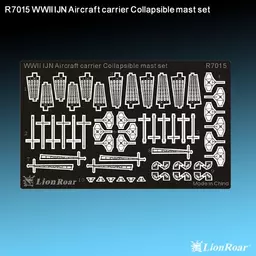 R7015 WWII IJN Aircraft carrier Collapsible mast set
WWII IJN Aircraft carrier Collapsible mast set R7015
LionRoar
Made in China
LionRoar